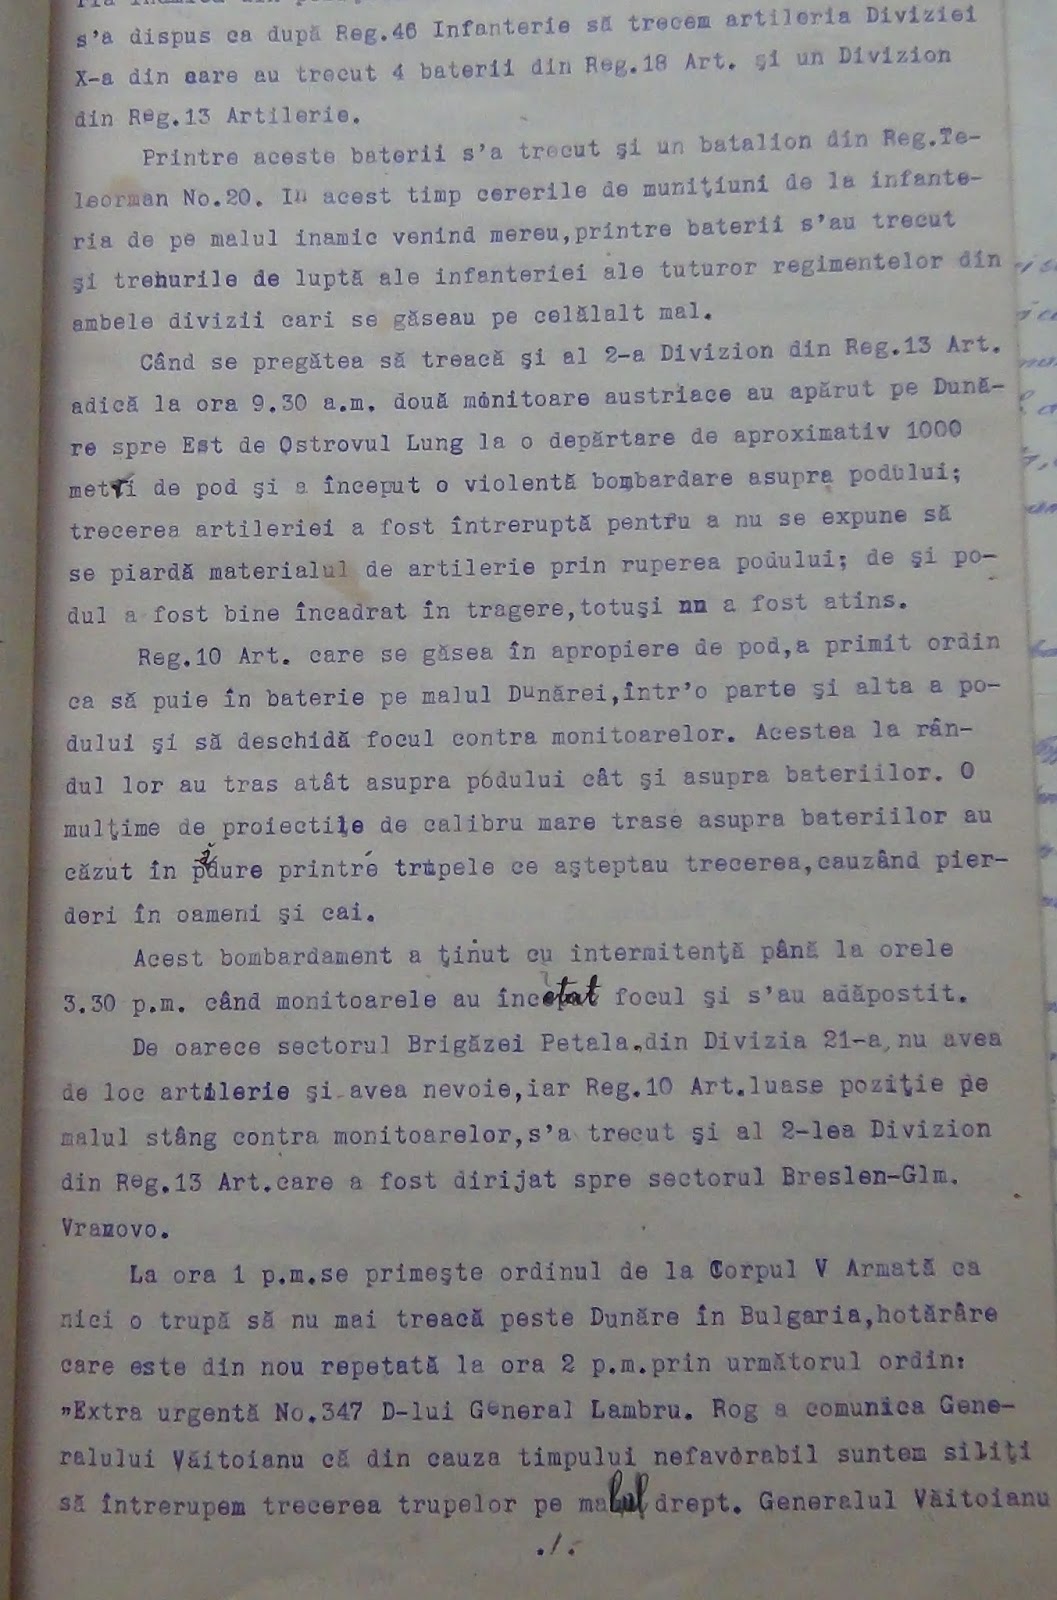 s'a dispus ca după Reg.46 Infanterie să trecem artileria Diviziei
X-a din care au trecut 4 baterii din Reg.18 Art. şi un Divizion
din Reg.13 Artilerie.
Printre aceste baterii s'a trecut şi un batalion din Reg.Te-
leorman No.20. In acest timp cererile de muniţiuni de la infante-
ria de pe malul inamic venind mereu,printre baterii s'au trecut
şi trenurile de luptă ale infanteriei ale tuturor regimentelor din
ambele divizii cari se găseau pe celălalt mal.
Când se pregătea să treacă şi al 2-a Divizion din Reg.13 Art.
adică la ora 9.30 a.m. două monitoare austriace au apărut pe Dună-
re spre Est de Ostrovul Lung la o depărtare de aproximativ 1000
metri de pod şi a început o violentă bombardare asupra podului;
trecerea artileriei a fost întreruptă pentru a nu se expune să
se piardă materialul de artilerie prin ruperea podului; de şi po-
dul a fost bine încadrat în tragere,totuşi nn a fost atins.
Reg.10 Art. care se găsea în apropiere de pod,a primit ordin
ca să puie în baterie pe malul Dunărei,într'o parte şi alta a po-
dului şi să deschidă focul contra monitoarelor. Acestea la rân-
dul lor au tras atât asupra podului cât şi asupra bateriilor. O
mulţime de proiectile de calibru mare trase asupra bateriilor au
căzut în pădure printre trupele ce aşteptau trecerea,cauzând pier-
deri în oameni şi cai.
Acest bombardament a ţinut cu intermitenţă până la orele
3.30 p.m. când monitoarele au încetat focul şi s'au adăpostit.
De oarece sectorul Brigăzei Petala.din Divizia 21-a,nu avea
de loc artilerie şi avea nevoie,iar Reg.10 Art.luase poziţie pe
malul stâng contra monitoarelor,s'a trecut şi al 2-lea Divizion
din Reg.13 Art.care a fost dirijat spre sectorul Breslen-Glm.
Vranovo.
La ora 1 p.m.se primeşte ordinul de la Corpul V Armată ca
nici o trupă să nu mai treacă peste Dunăre în Bulgaria,hotărâre
care este din nou repetată la ora 2 p.m.prin următorul ordin:
"Extra urgentă No.347 D-lui General Lambru. Rog a comunica Gene-
ralului Văitoianu că din cauza timpului nefavorabil suntem siliţi
să întrerupem trecerea trupelor pe malul drept. Generalul Văitoianu
./.